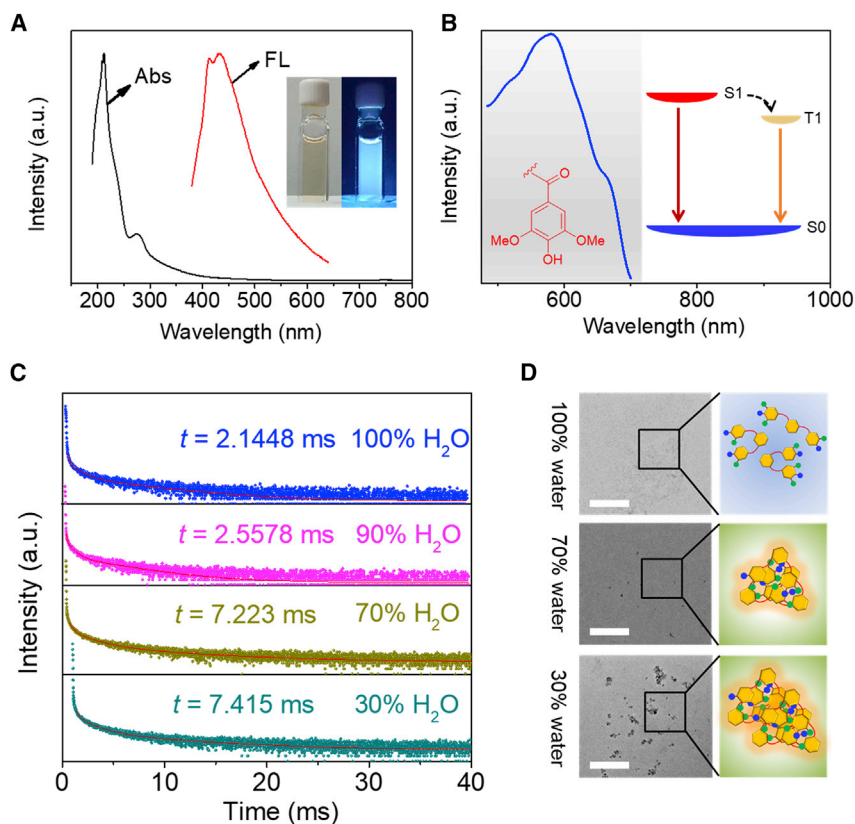 A
Abs
FL
Intensity (a.u.)
200 300 400 500 600 700 800
Wavelength (nm)
B
S1
T1
S0
O
MeO
OMe
OH
Intensity (a.u.)
600 800 1000
Wavelength (nm)
C
t = 2.1448 ms 100% H₂O
t = 2.5578 ms 90% H₂O
t = 7.223 ms 70% H₂O
t = 7.415 ms 30% H₂O
Intensity (a.u.)
0 10 20 30 40
Time (ms)
D
100% water
70% water
30% water